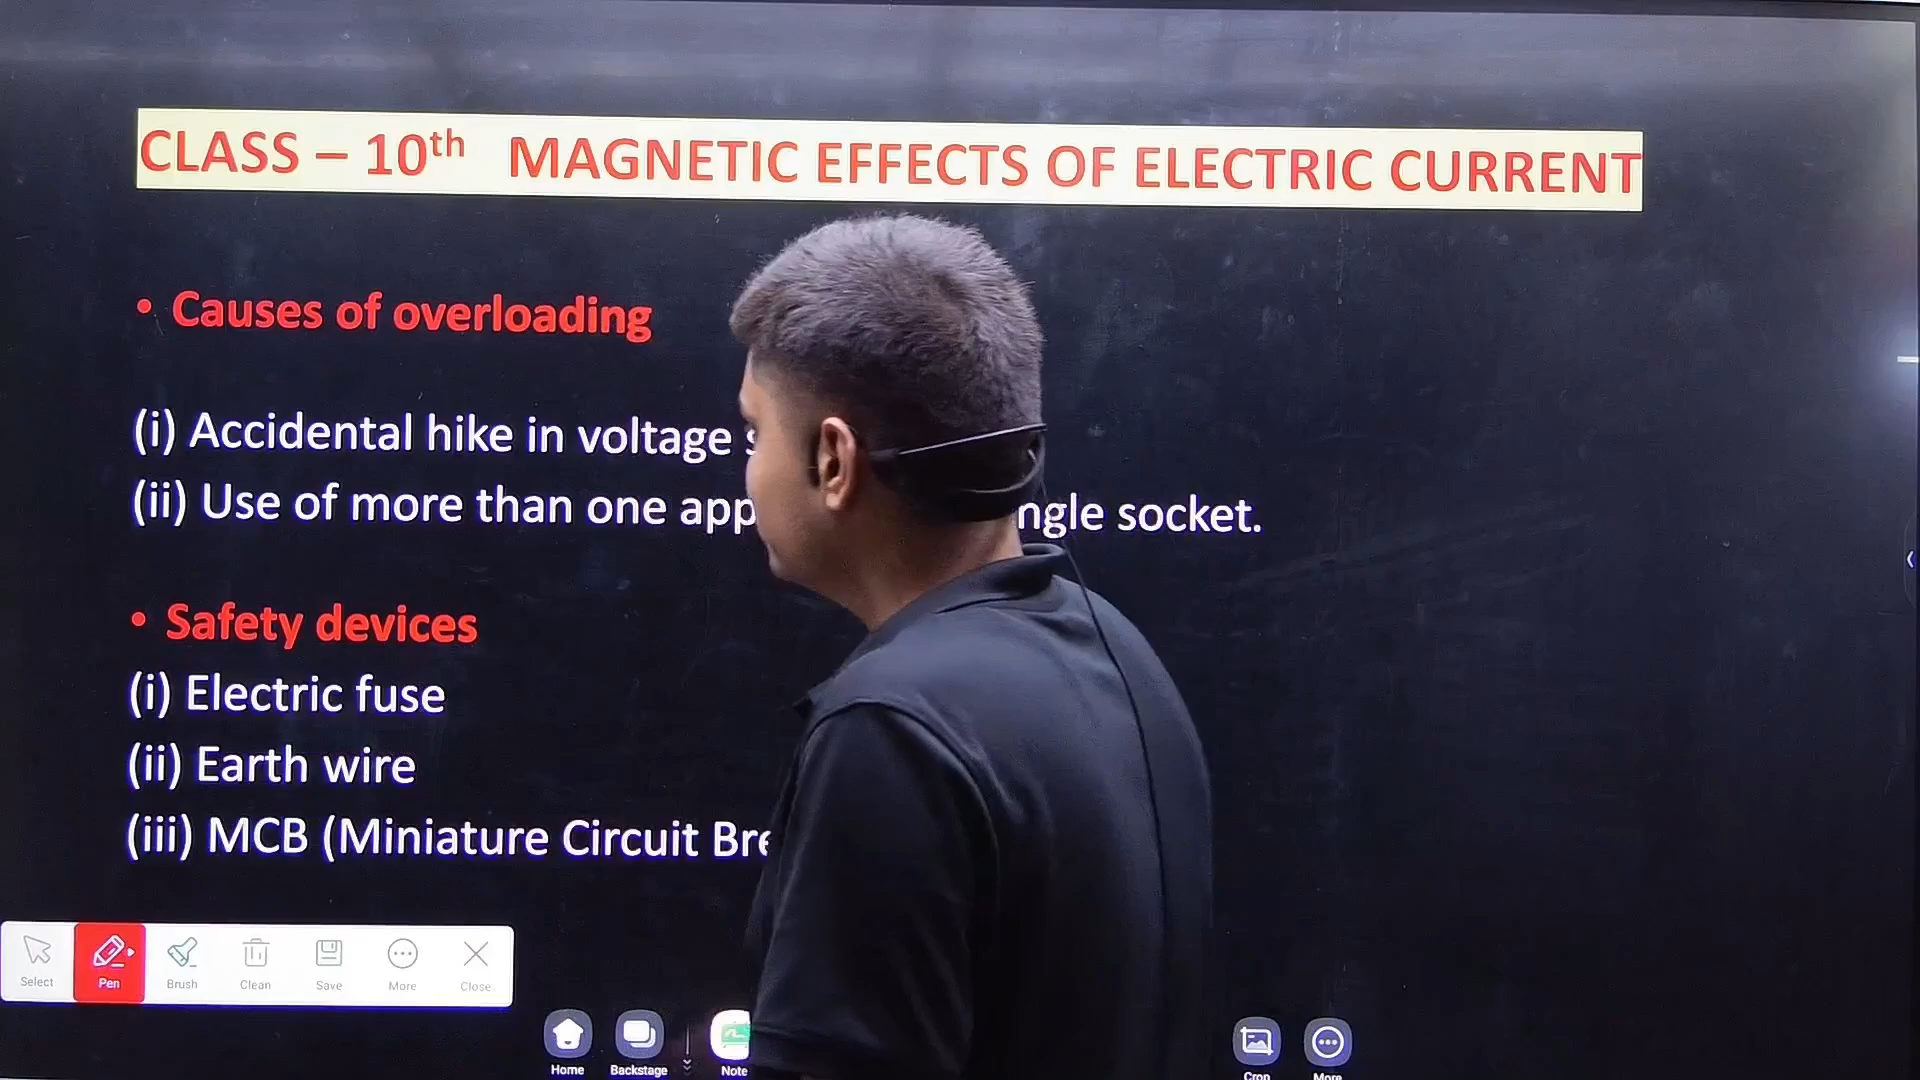 CLASS – 10th MAGNETIC EFFECTS OF ELECTRIC CURRENT
• Causes of overloading
(i) Accidental hike in voltage
(ii) Use of more than one socket.
• Safety devices
(i) Electric fuse
(ii) Earth wire
(iii) MCB (Miniature Circuit
Select Pen Brush Clean Save More Close
Home Backstage Note Crop More